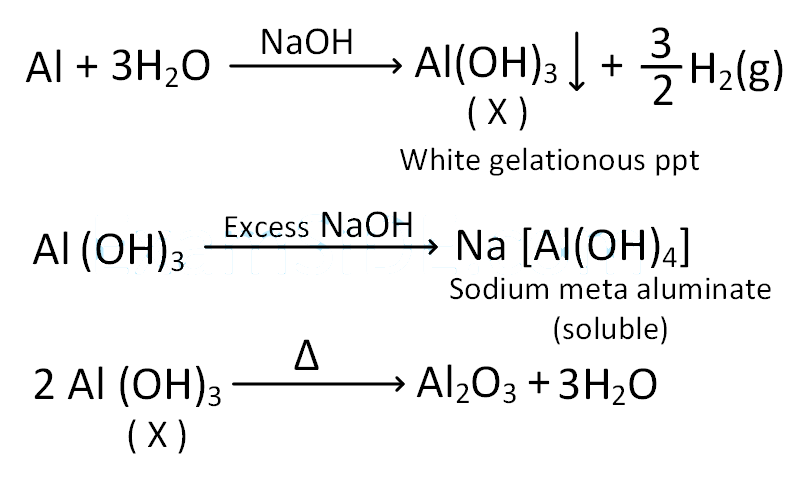 Al + 3H₂O —NaOH→ Al(OH)₃↓ + 3/2 H₂(g)
( X )
White gelationous ppt
Al (OH)₃ —Excess NaOH→ Na [Al(OH)₄]
Sodium meta aluminate
(soluble)
2 Al (OH)₃ —Δ→ Al₂O₃ + 3H₂O
( X )